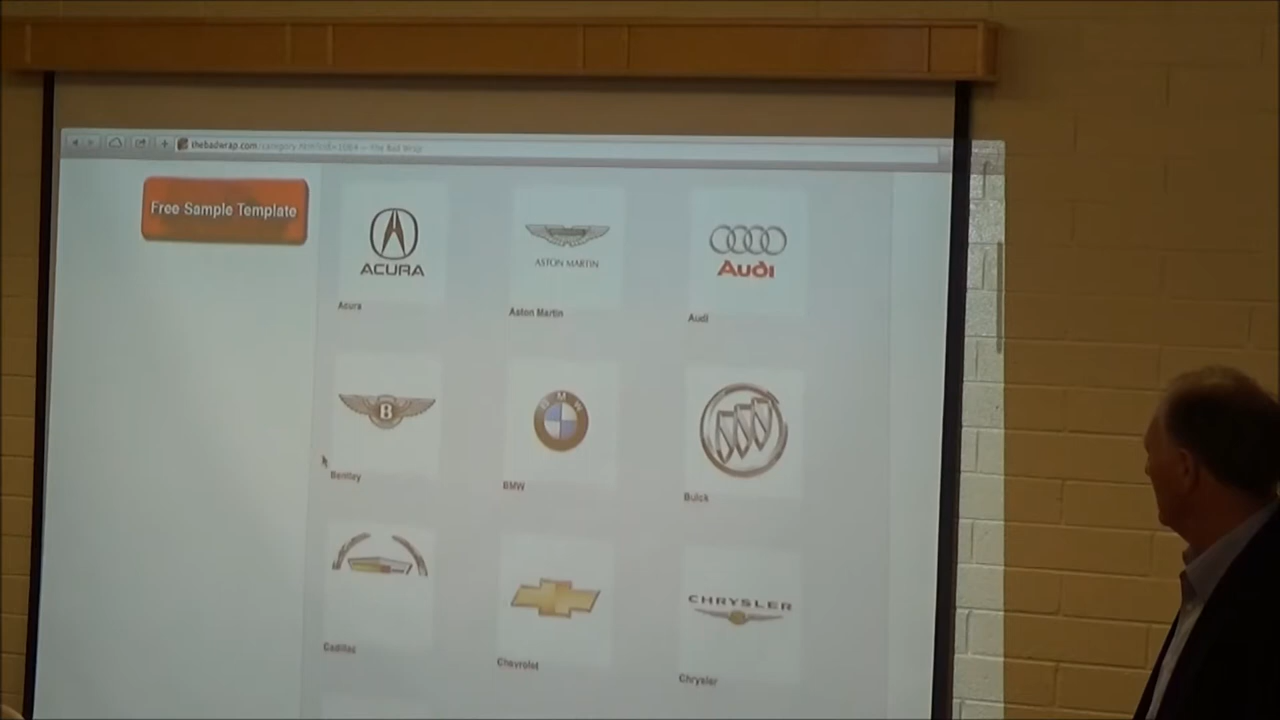 thebadwrap.com
Free Sample Template
ACURA
ASTON MARTIN
Audi
Acura
Aston Martin
Audi
B
BMW
Bentley
BMW
Buick
CHRYSLER
Cadillac
Chevrolet
Chrysler